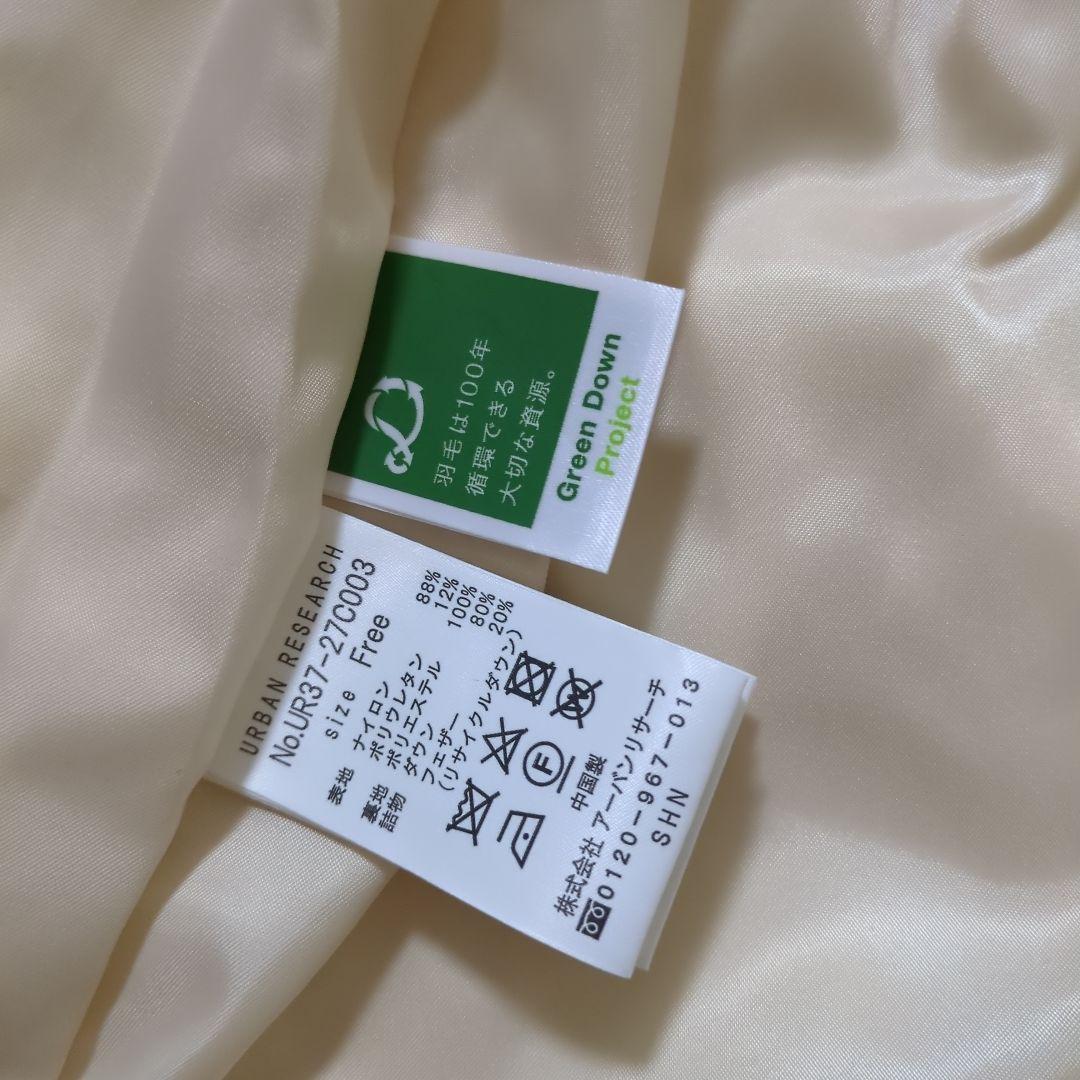 羽毛は100年
循環できる
大切な資源。
Green Down
Project
URBAN RESEARCH
No.UR37-27C003
size Free
表地 ナイロン 88%
ポリウレタン 12%
裏地 ポリエステル 100%
詰物 ダウン 80%
フェザー 20%
(リサイクルダウン)
F
中国製
株式会社 アーバンリサーチ
0120-967-013
SHN